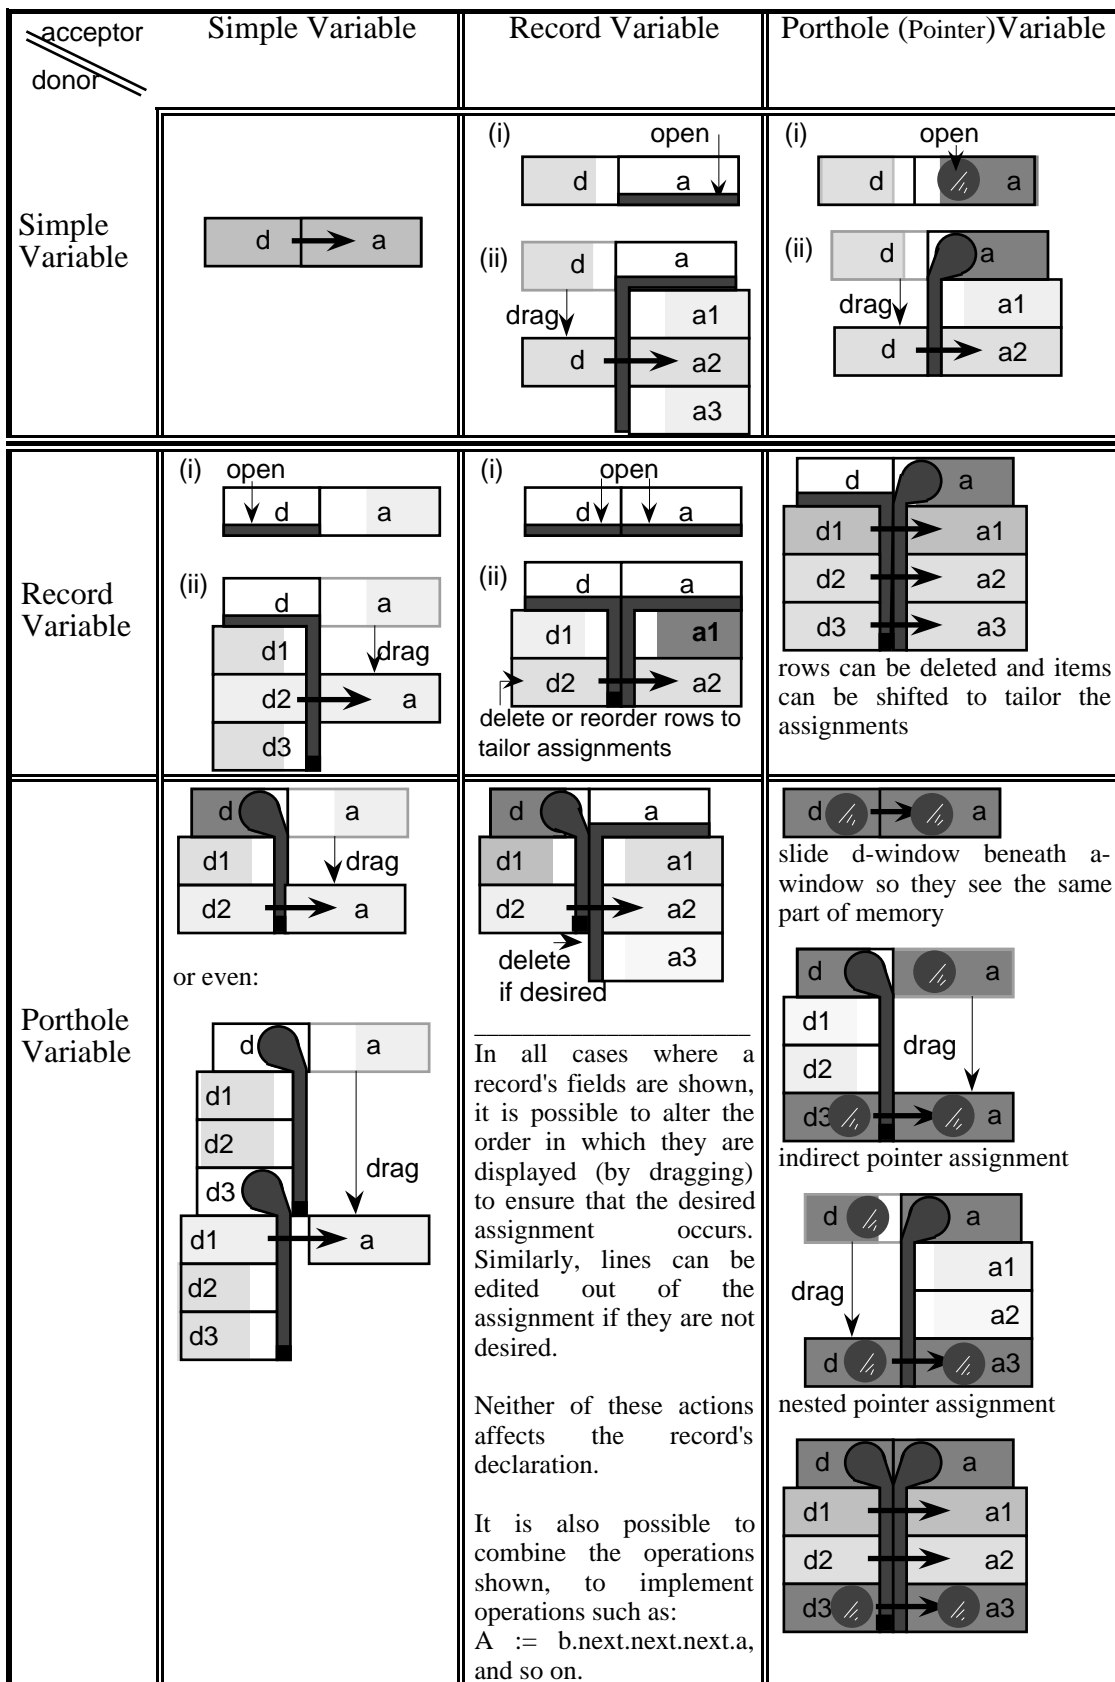 acceptor
donor
Simple Variable
Record Variable
Porthole (Pointer)Variable
Simple
Variable
d a
(i)
open
d a
(ii)
d a
drag
a1
d a2
a3
(i)
open
d a
(ii)
d a
drag
a1
d a2
Record
Variable
(i)
open
d a
(ii)
d a
d1
drag
d2 a
d3
(i)
open
d a
(ii)
d a
d1 a1
d2 a2
delete or reorder rows to
tailor assignments
d a
d1 a1
d2 a2
d3 a3
rows can be deleted and items
can be shifted to tailor the
assignments
Porthole
Variable
d a
d1
drag
d2 a
or even:
d a
d1
d2
drag
d3
d1 a
d2
d3
d a
d1 a1
d2 a2
delete
if desired
a3
In all cases where a
record's fields are shown,
it is possible to alter the
order in which they are
displayed (by dragging)
to ensure that the desired
assignment occurs.
Similarly, lines can be
edited out of the
assignment if they are not
desired.
Neither of these actions
affects the record's
declaration.
It is also possible to
combine the operations
shown, to implement
operations such as:
A := b.next.next.next.a,
and so on.
d a
slide d-window beneath a-
window so they see the same
part of memory
d a
d1
drag
d2
d3 a
indirect pointer assignment
d a
a1
drag
a2
d a3
nested pointer assignment
d a
d1 a1
d2 a2
d3 a3